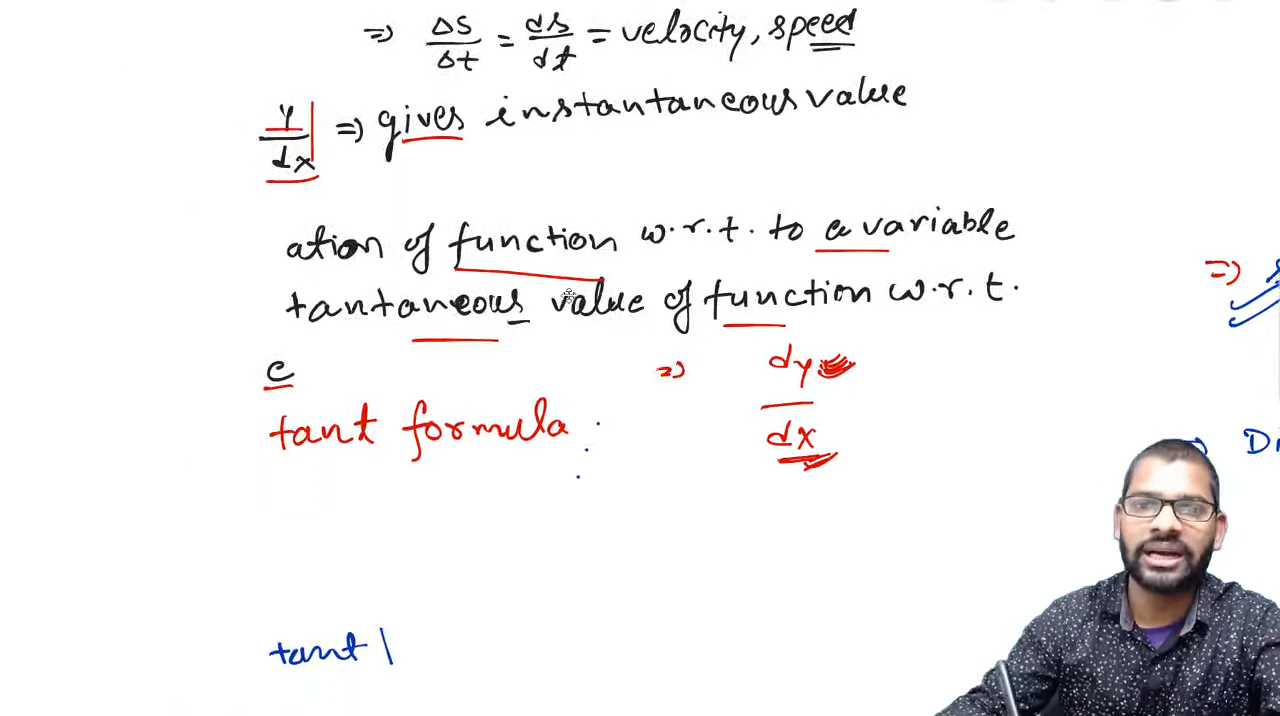 => ΔS/Δt = ds/dt = velocity, speed
y/dx => gives instantaneous value
ation of function w.r.t. to a variable
tantaneous value of function w.r.t.
=>
e
=> dy/dx
tant formula.
=> Di
tant